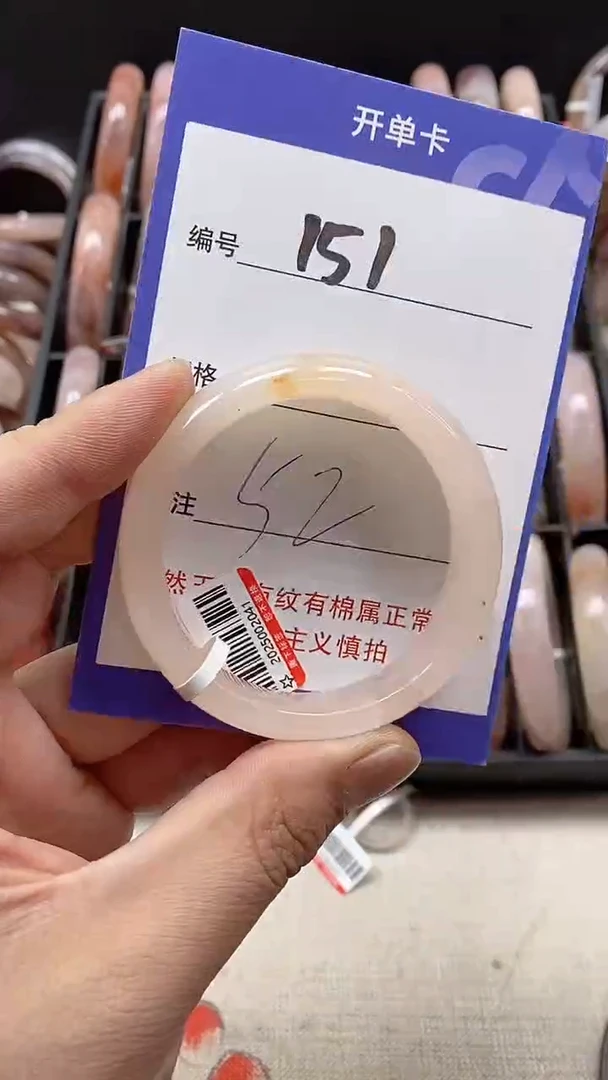 开单卡
编号 151
格
注 52
然 纹有棉属正常
主义慎拍
2025002041